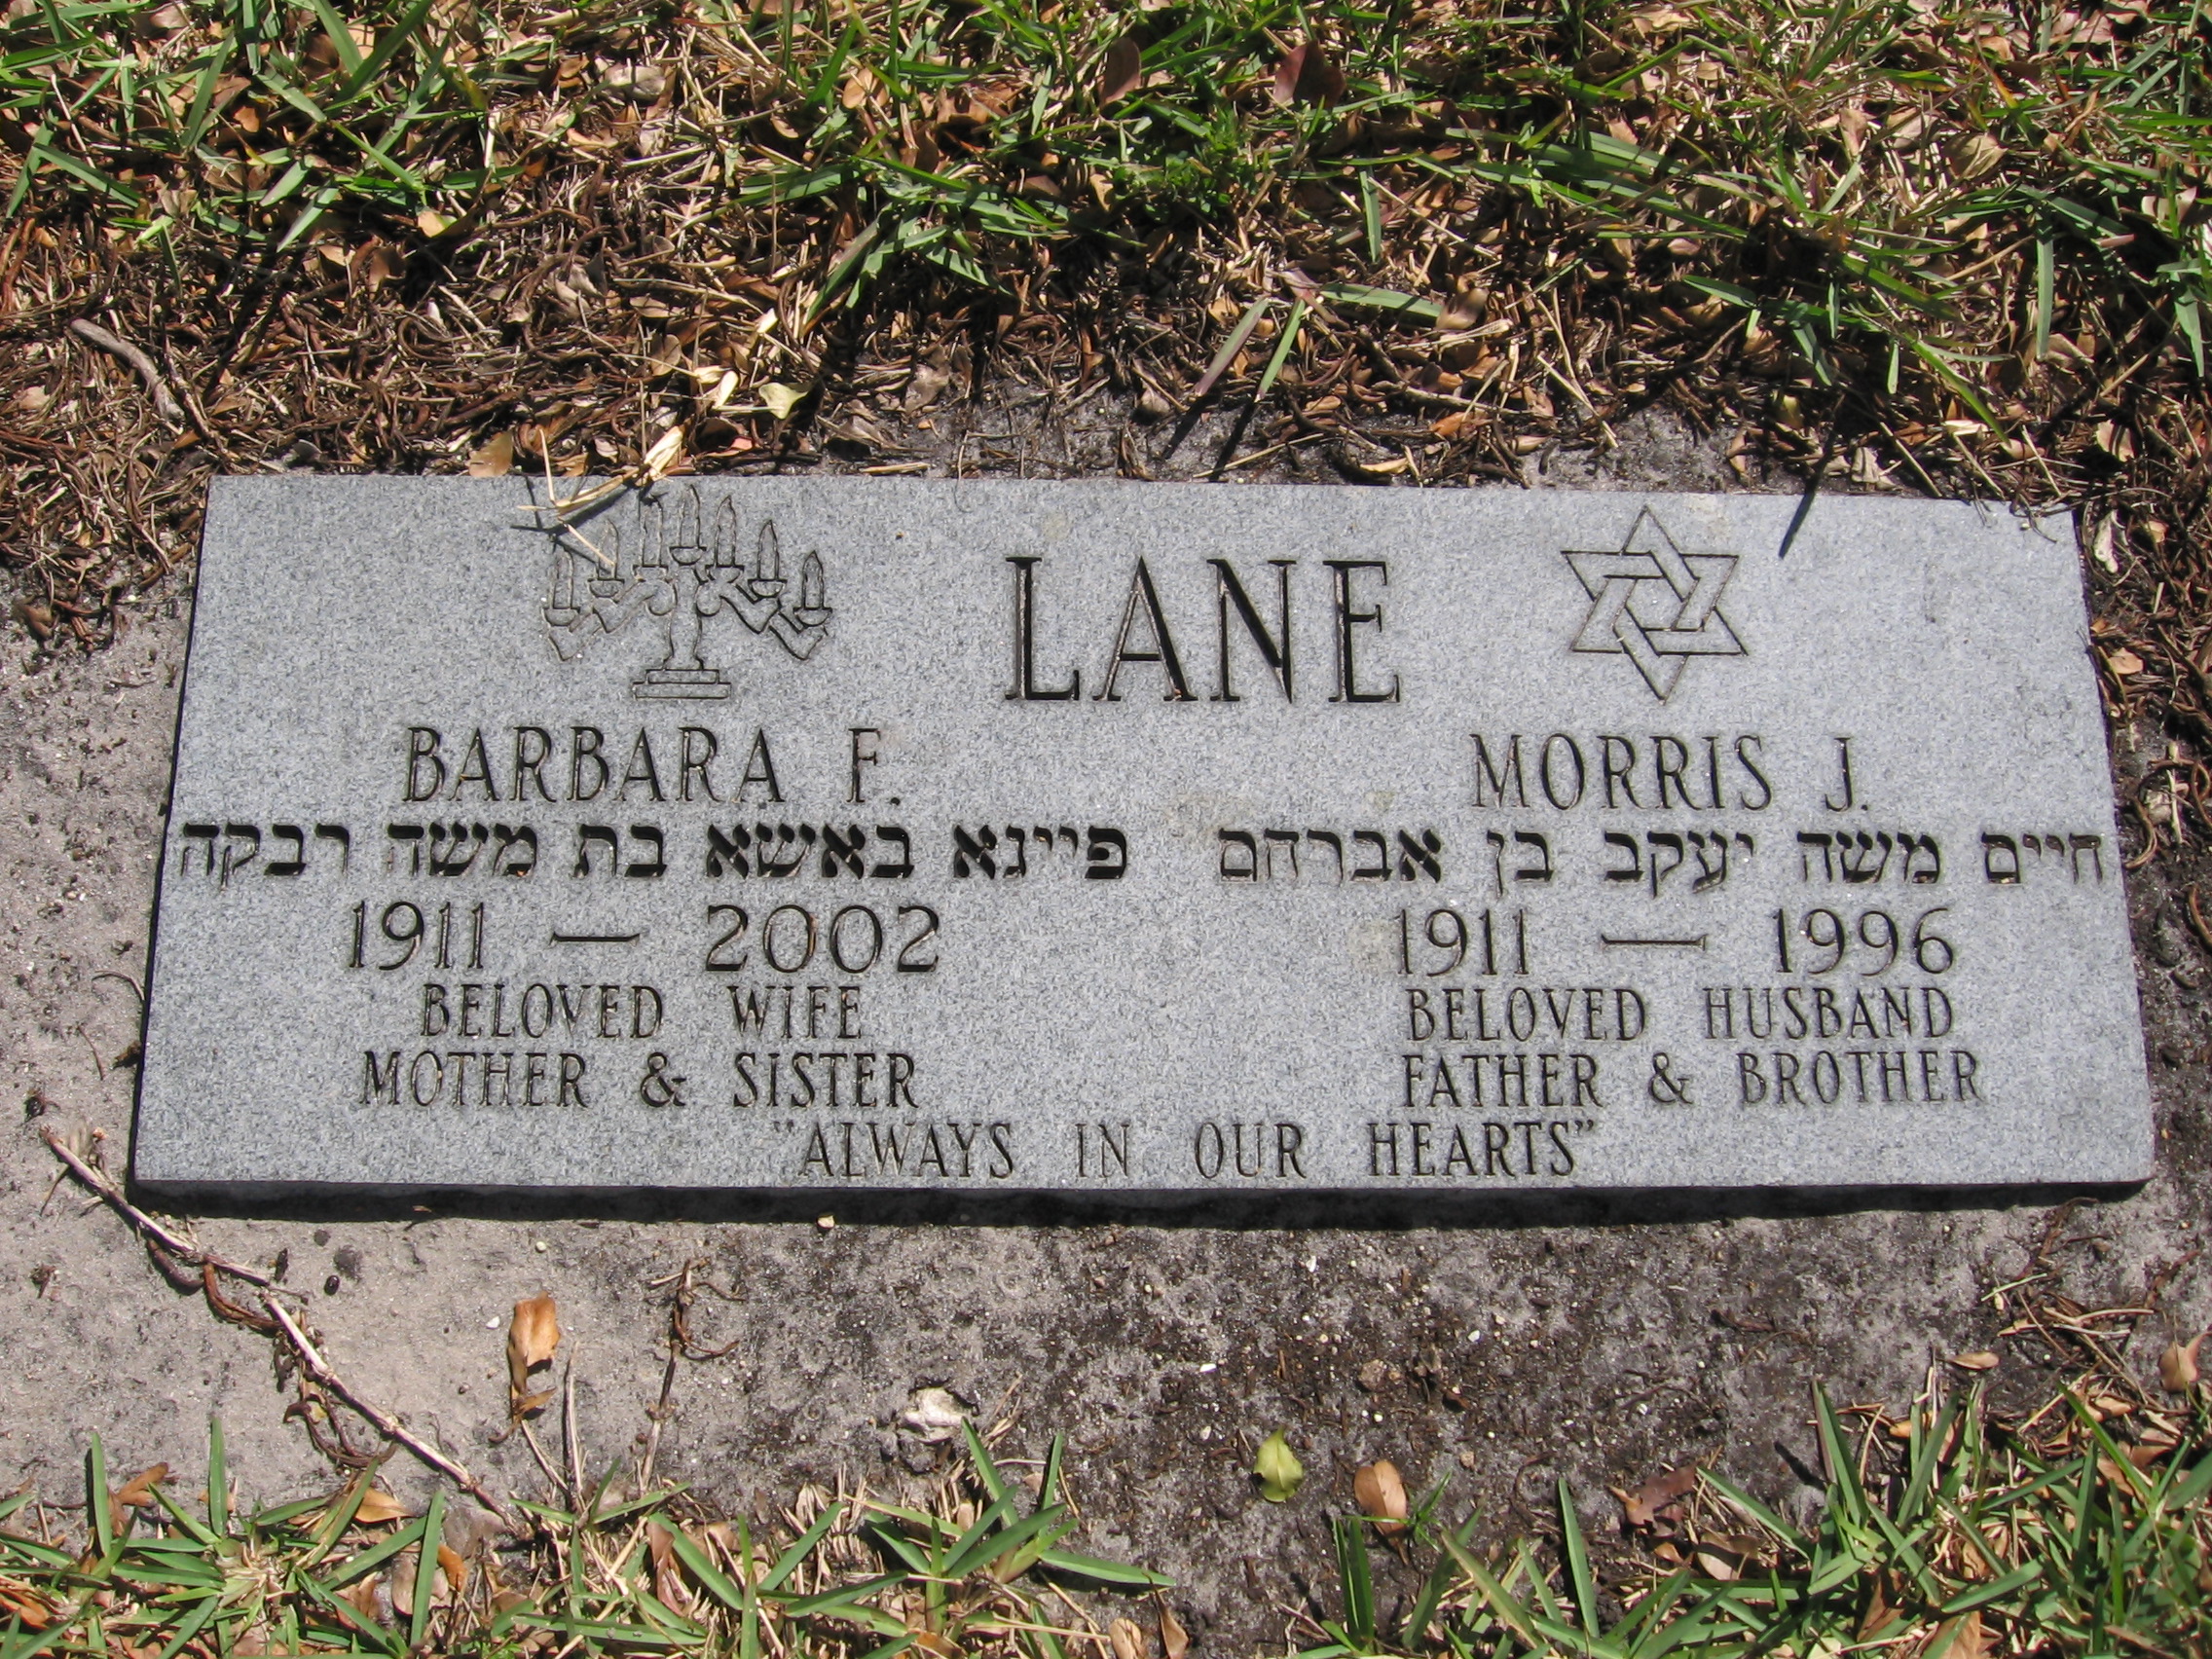 LANE
BARBARA F. MORRIS J.
פייגא באשא בת משה רבקה חיים משה יעקב בן אברהם
1911 — 2002 1911 — 1996
BELOVED WIFE BELOVED HUSBAND
MOTHER & SISTER FATHER & BROTHER
"ALWAYS IN OUR HEARTS"